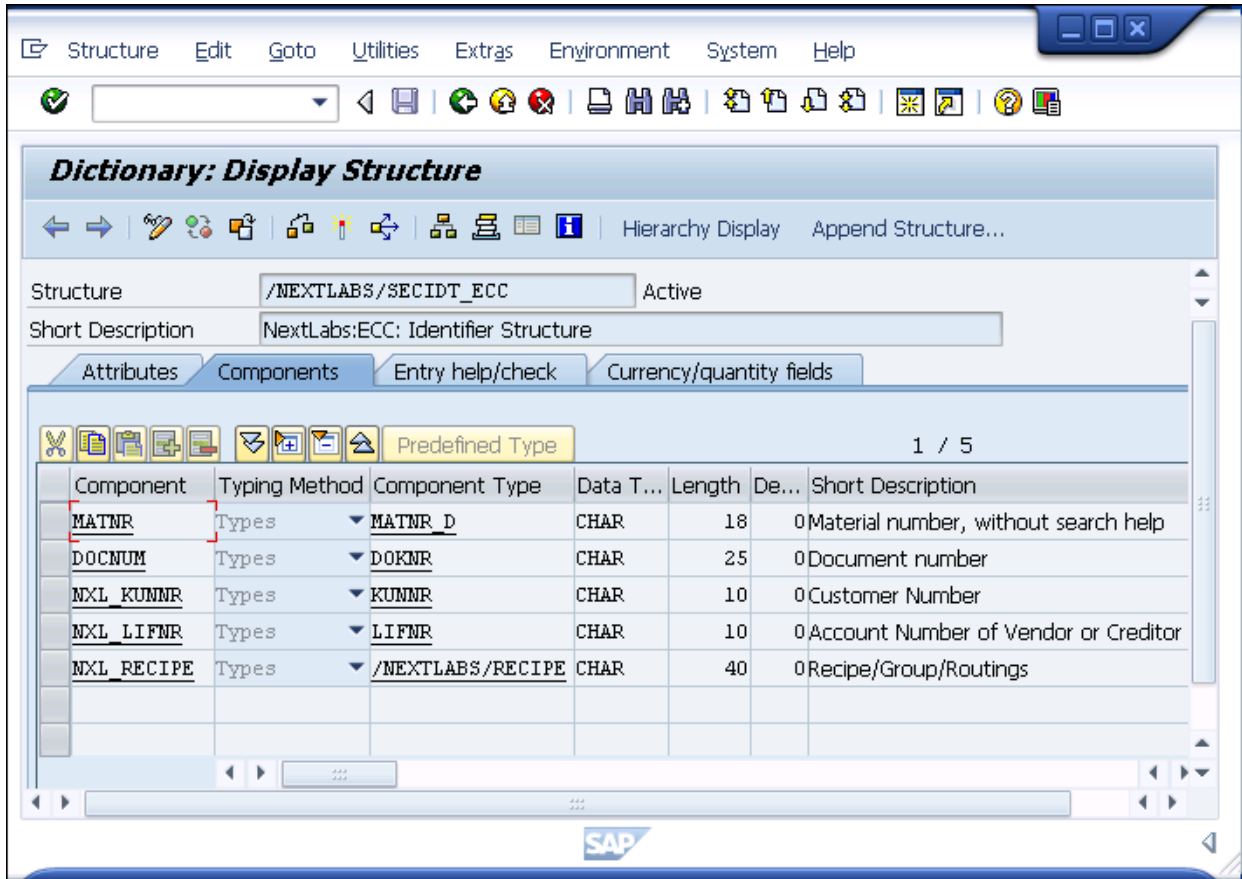 Structure Edit Goto Utilities Extras Environment System Help
Dictionary: Display Structure
Hierarchy Display Append Structure...
Structure /NEXTLABS/SECIDT_ECC Active
Short Description NextLabs:ECC: Identifier Structure
Attributes Components Entry help/check Currency/quantity fields
Predefined Type 1 / 5
Component Typing Method Component Type Data T... Length De... Short Description
MATNR Types MATNR_D CHAR 18 0 Material number, without search help
DOCNUM Types DOKNR CHAR 25 0 Document number
NXL_KUNNR Types KUNNR CHAR 10 0 Customer Number
NXL_LIFNR Types LIFNR CHAR 10 0 Account Number of Vendor or Creditor
NXL_RECIPE Types /NEXTLABS/RECIPE CHAR 40 0 Recipe/Group/Routings
SAP